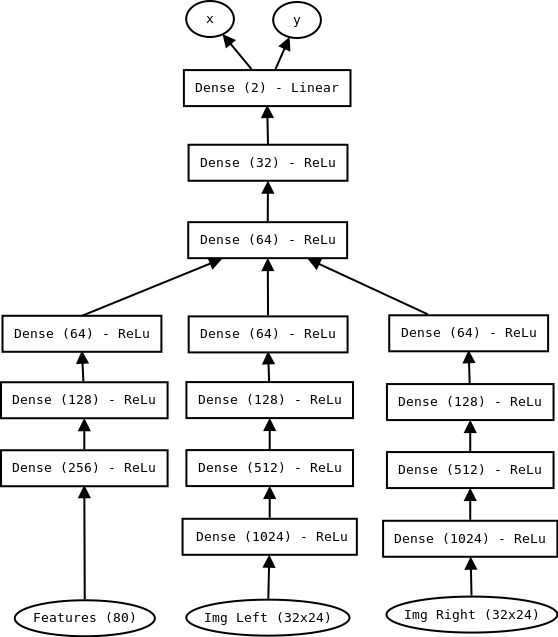 x
y
Dense (2) - Linear
Dense (32) - ReLu
Dense (64) - ReLu
Dense (64) - ReLu
Dense (64) - ReLu
Dense (64) - ReLu
Dense (128) - ReLu
Dense (128) - ReLu
Dense (128) - ReLu
Dense (256) - ReLu
Dense (512) - ReLu
Dense (512) - ReLu
Dense (1024) - ReLu
Dense (1024) - ReLu
Features (80)
Img Left (32x24)
Img Right (32x24)